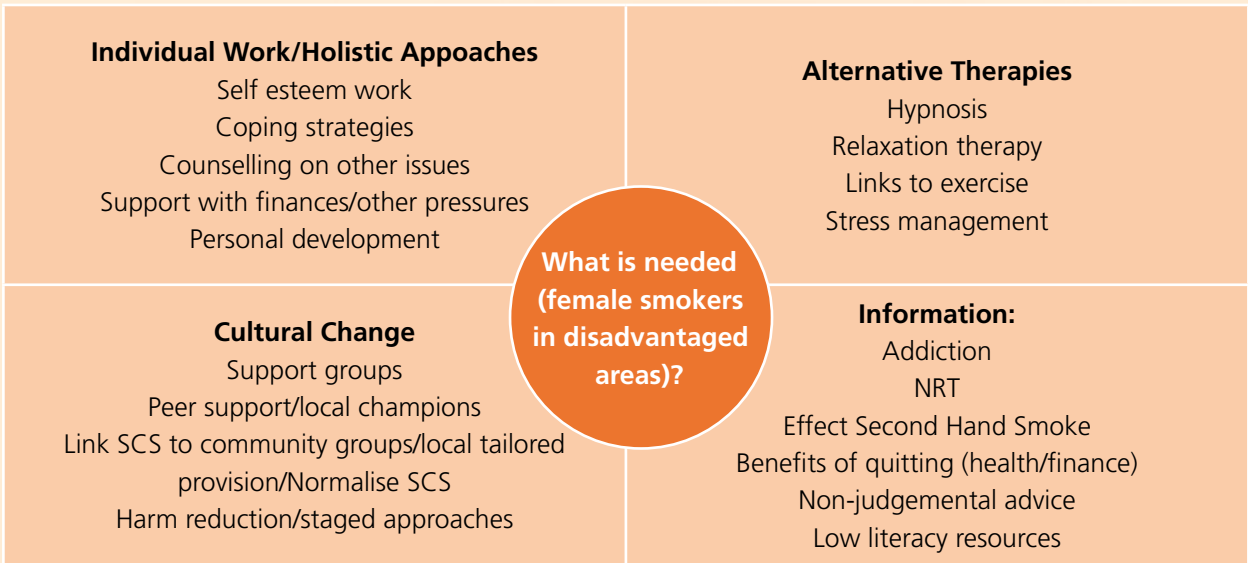 Individual Work/Holistic Appoaches
Self esteem work
Coping strategies
Counselling on other issues
Support with finances/other pressures
Personal development
Alternative Therapies
Hypnosis
Relaxation therapy
Links to exercise
Stress management
What is needed
(female smokers
in disadvantaged
areas)?
Cultural Change
Support groups
Peer support/local champions
Link SCS to community groups/local tailored
provision/Normalise SCS
Harm reduction/staged approaches
Information:
Addiction
NRT
Effect Second Hand Smoke
Benefits of quitting (health/finance)
Non-judgemental advice
Low literacy resources